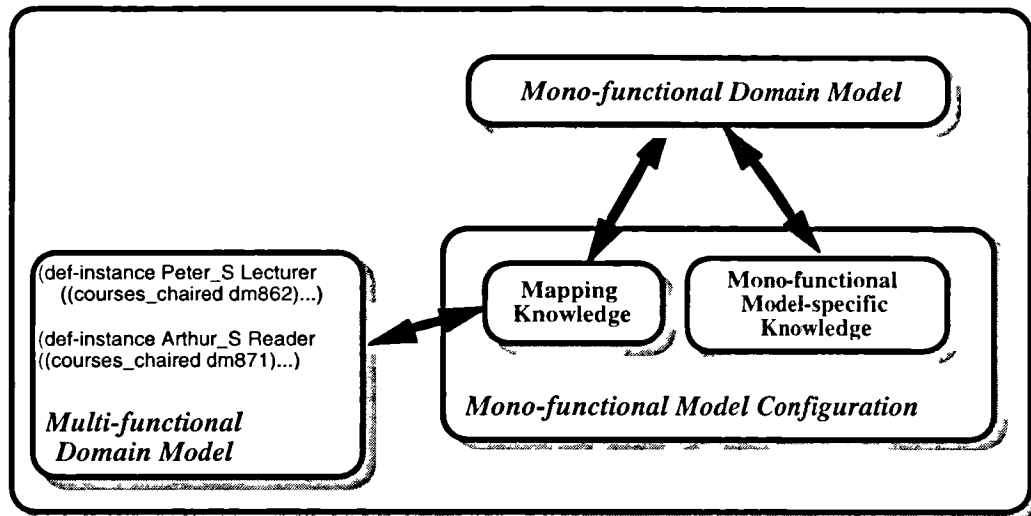 Mono-functional Domain Model
(def-instance Peter_S Lecturer
((courses_chaired dm862)...)
(def-instance Arthur_S Reader
((courses_chaired dm871)...)
Multi-functional
Domain Model
Mapping
Knowledge
Mono-functional
Model-specific
Knowledge
Mono-functional Model Configuration